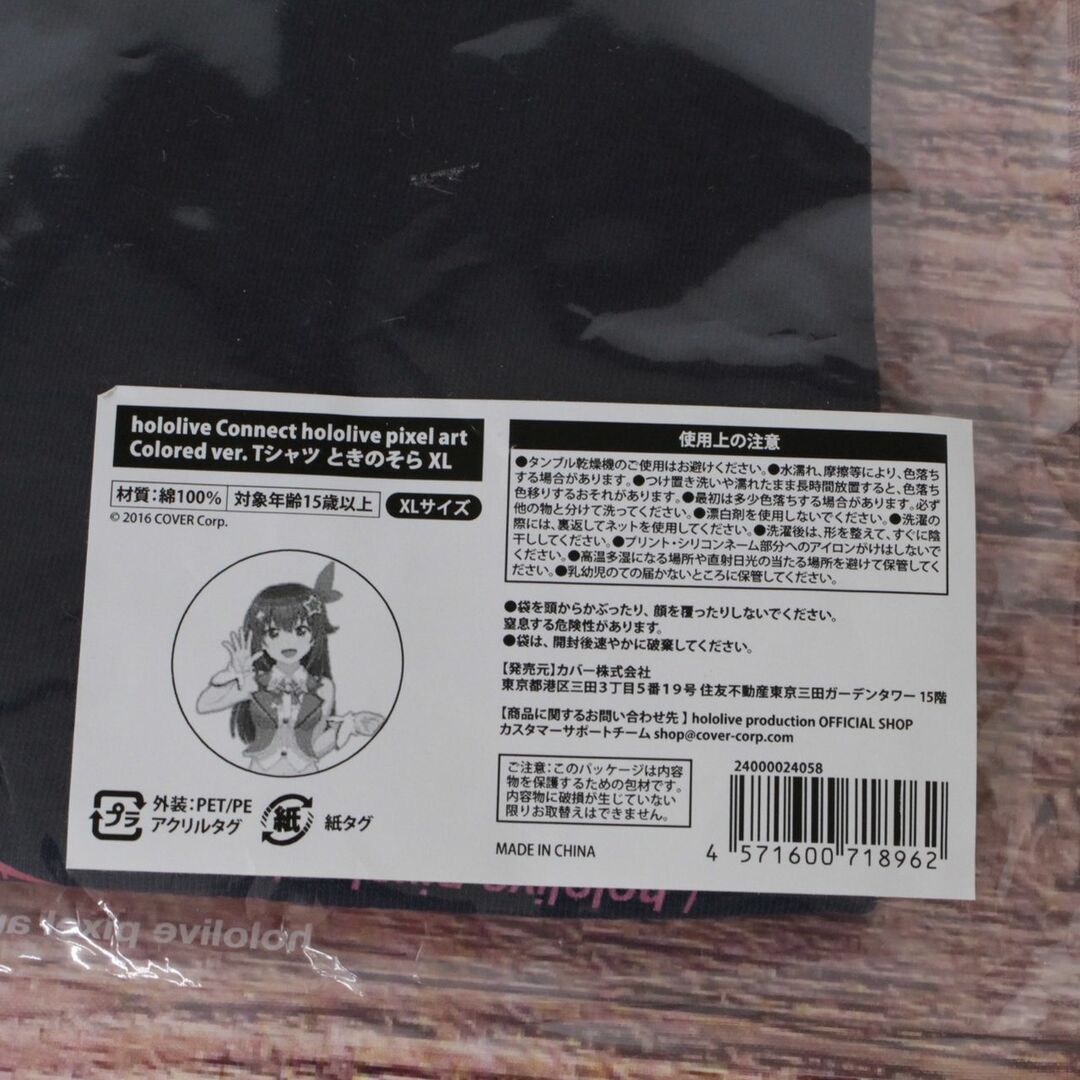 hololive Connect hololive pixel art
Colored ver. Tシャツ ときのそら XL
材質：綿100%
対象年齢15歳以上
XLサイズ
© 2016 COVER Corp.
外装：PET/PE
アクリルタグ
プラ
紙
紙タグ
使用上の注意
●タンブル乾燥機のご使用はお避けください。●水濡れ、摩擦等により、色落ち
する場合があります。●つけ置き洗いや濡れたまま長時間放置すると、色落ち
色移りするおそれがあります。●最初は多少色落ちする場合があります。必ず
他の物と分けて洗ってください。●漂白剤を使用しないでください。●洗濯の
際には、裏返してネットを使用してください。●洗濯後は、形を整えて、すぐに陰
干ししてください。●プリント・シリコンネーム部分へのアイロンがけはしないで
ください。●高温多湿になる場所や直射日光の当たる場所を避けて保管してく
ださい。●乳幼児のての届かないところに保管してください。
●袋を頭からかぶったり、顔を覆ったりしないでください。
窒息する危険性があります。
●袋は、開封後速やかに破棄してください。
【発売元】カバー株式会社
東京都港区三田3丁目5番19号 住友不動産東京三田ガーデンタワー 15階
【商品に関するお問い合わせ先】hololive production OFFICIAL SHOP
カスタマーサポートチーム shop@cover-corp.com
ご注意：このパッケージは内容
物を保護するための包材です。
内容物に破損が生じていない
限りお取替えはできません。
MADE IN CHINA
24000024058
4 571600 718962
/ hololive pixel
hololive pixel a